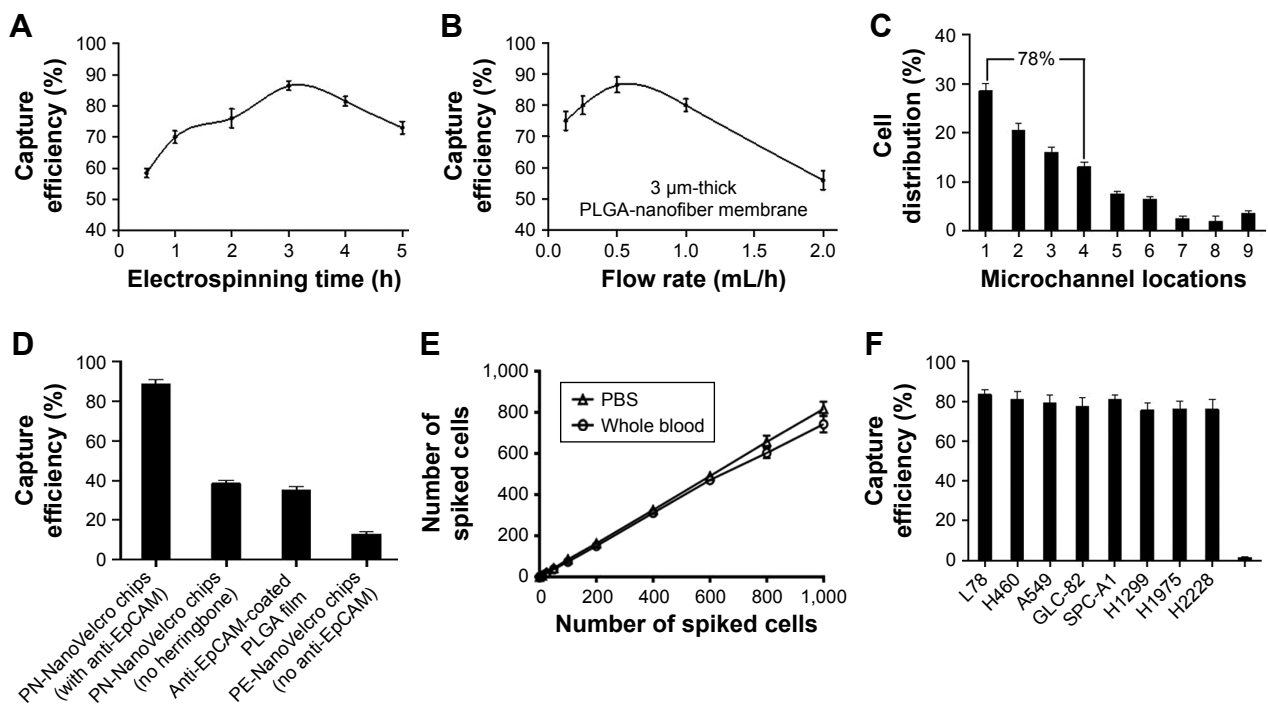 A
Capture
efficiency (%)
100
90
80
70
60
50
40
0
1
2
3
4
5
Electrospinning time (h)
B
Capture
efficiency (%)
100
90
80
70
60
50
40
3 µm-thick
PLGA-nanofiber membrane
0.0
0.5
1.0
1.5
2.0
Flow rate (mL/h)
C
Cell
distribution (%)
40
30
20
10
0
78%
1
2
3
4
5
6
7
8
9
Microchannel locations
D
Capture
efficiency (%)
100
80
60
40
20
0
PN-NanoVelcro chips
(with anti-EpCAM)
PN-NanoVelcro chips
(no herringbone)
Anti-EpCAM-coated
PLGA film
PE-NanoVelcro chips
(no anti-EpCAM)
E
Number of
spiked cells
1,000
800
600
400
200
0
PBS
Whole blood
0
200
400
600
800
1,000
Number of spiked cells
F
Capture
efficiency (%)
100
80
60
40
20
0
L78
H460
A549
GLC-82
SPC-A1
H1299
H1975
H2228